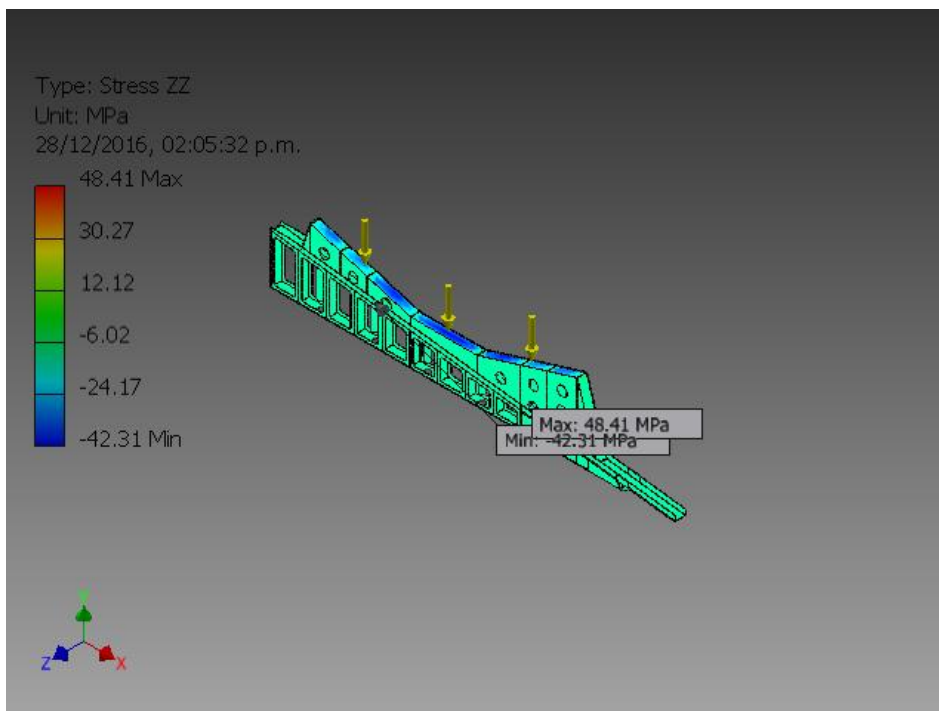 Type: Stress ZZ
Unit: MPa
28/12/2016, 02:05:32 p.m.
48.41 Max
30.27
12.12
-6.02
-24.17
-42.31 Min
Max: 48.41 MPa
Min: -42.31 MPa
Y
Z
X